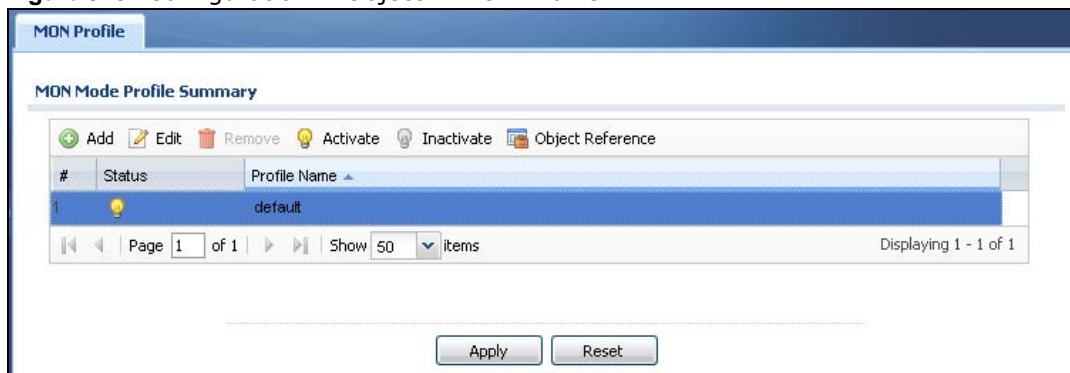 MON Profile
MON Mode Profile Summary
Add Edit Remove Activate Inactivate Object Reference
# Status Profile Name
1 default
Page 1 of 1 Show 50 items Displaying 1 - 1 of 1
Apply Reset